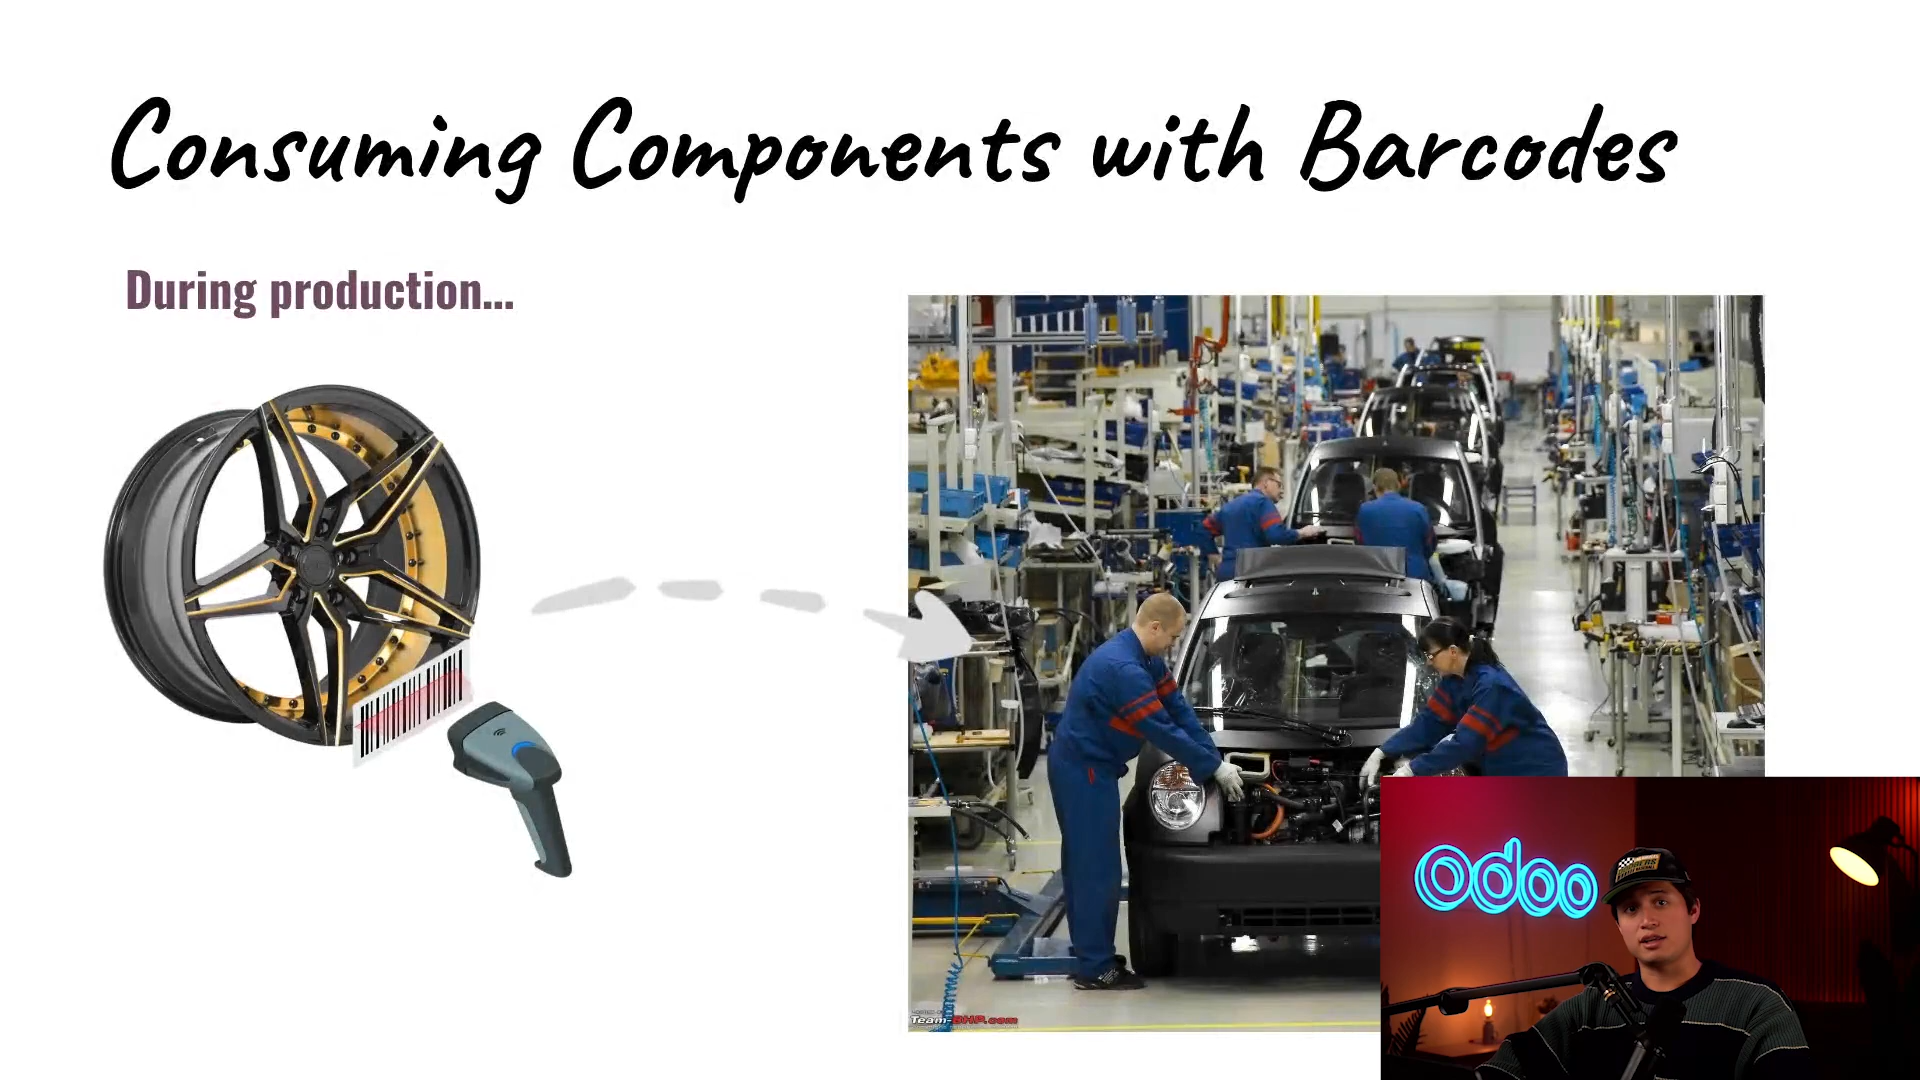 Consuming Components with Barcodes
During production...
Team-BHP.com
odoo